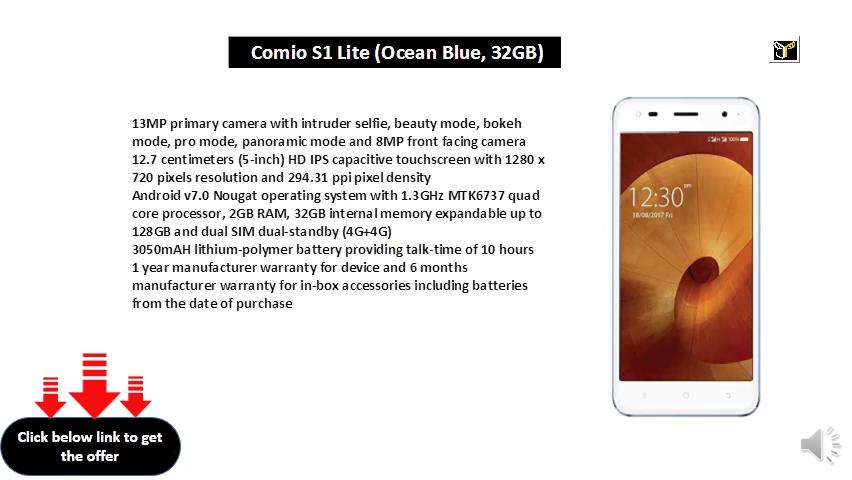 Comio S1 Lite (Ocean Blue, 32GB)
13MP primary camera with intruder selfie, beauty mode, bokeh
mode, pro mode, panoramic mode and 8MP front facing camera
12.7 centimeters (5-inch) HD IPS capacitive touchscreen with 1280 x
720 pixels resolution and 294.31 ppi pixel density
Android v7.0 Nougat operating system with 1.3GHz MTK6737 quad
core processor, 2GB RAM, 32GB internal memory expandable up to
128GB and dual SIM dual-standby (4G+4G)
3050mAH lithium-polymer battery providing talk-time of 10 hours
1 year manufacturer warranty for device and 6 months
manufacturer warranty for in-box accessories including batteries
from the date of purchase
100%
12:30 pm
18/08/2017 Fri
Click below link to get
the offer